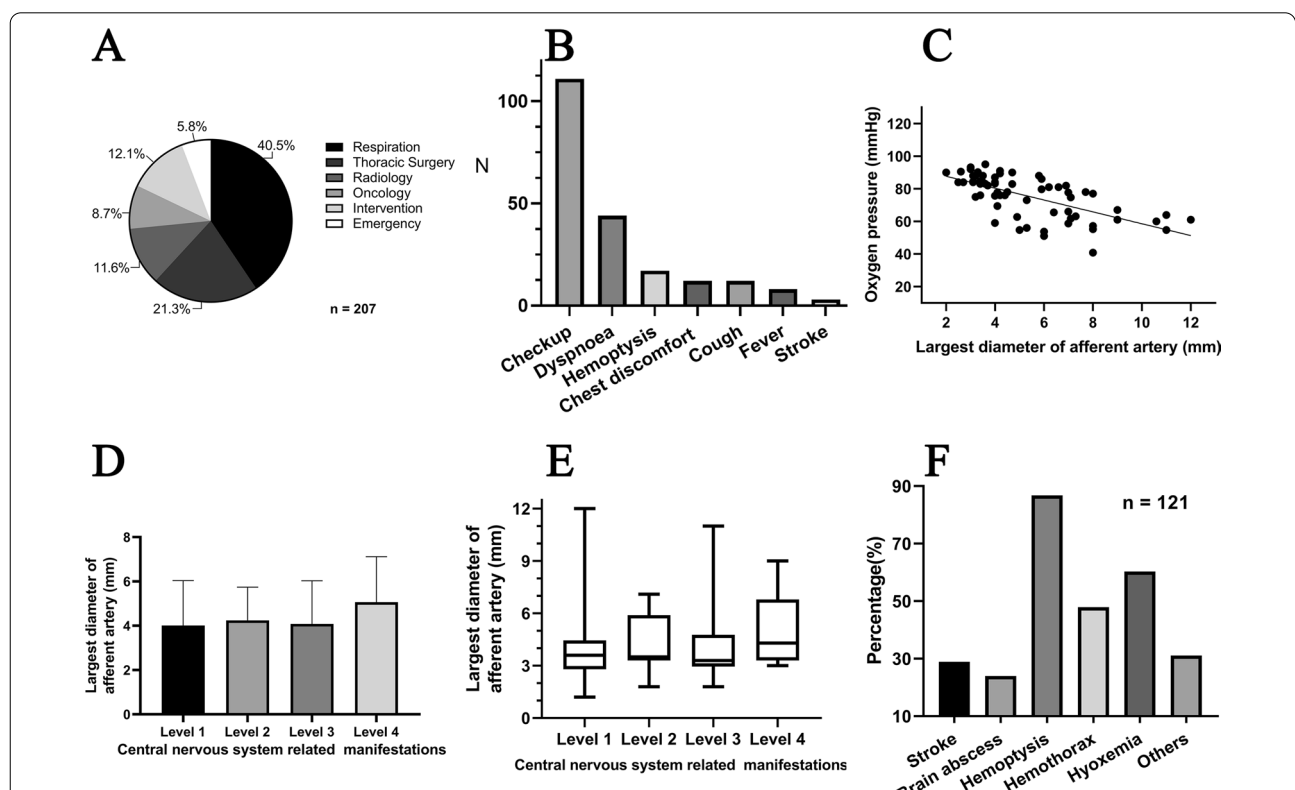 A
5.8%
40.5%
12.1%
8.7%
11.6%
21.3%
Respiration
Thoracic Surgery
Radiology
Oncology
Intervention
Emergency
n = 207
B
N
100
50
0
Checkup
Dyspnoea
Hemoptysis
Chest discomfort
Cough
Fever
Stroke
C
Oxygen pressure (mmHg)
120
100
80
60
40
20
2 4 6 8 10 12
Largest diameter of afferent artery (mm)
D
Largest diameter of
afferent artery (mm)
8
6
4
2
0
Level 1 Level 2 Level 3 Level 4
Central nervous system related manifestations
E
Largest diameter of
afferent artery (mm)
12
9
6
3
0
Level 1 Level 2 Level 3 Level 4
Central nervous system related manifestations
F
n = 121
Percentage(%)
90
70
50
30
10
Stroke
Brain abscess
Hemoptysis
Hemothorax
Hyoxemia
Others